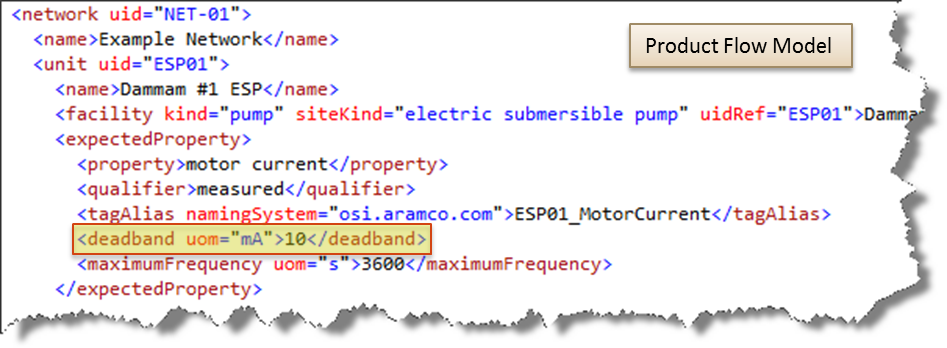 <network uid="NET-01">
<name>Example Network</name>
Product Flow Model
<unit uid="ESP01">
<name>Dammam #1 ESP</name>
<facility kind="pump" siteKind="electric submersible pump" uidRef="ESP01">Dammam
<expectedProperty>
<property>motor current</property>
<qualifier>measured</qualifier>
<tagAlias namingSystem="osi.aramco.com">ESP01_MotorCurrent</tagAlias>
<deadband uom="mA">10</deadband>
<maximumFrequency uom="s">3600</maximumFrequency>
</expectedProperty>